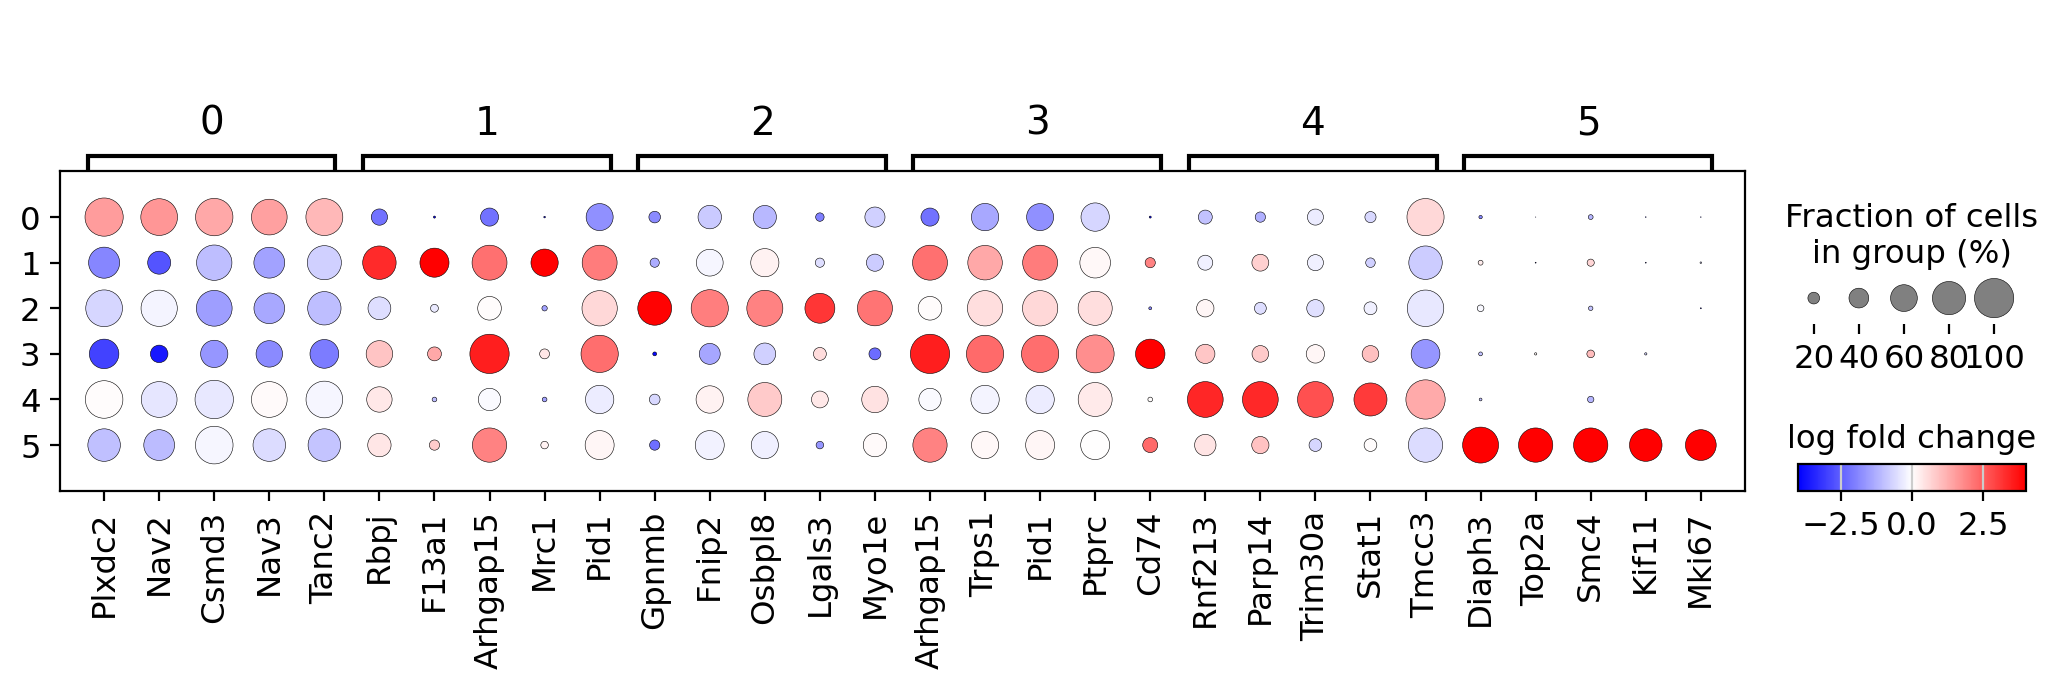 0 1 2 3 4 5
0
1
2
3
4
5
Plxdc2 Nav2 Csmd3 Nav3 Tanc2 Rbpj F13a1 Arhgap15 Mrc1 Pid1 Gpnmb Fnip2 Osbpl8 Lgals3 Myo1e Arhgap15 Trps1 Pid1 Ptprc Cd74 Rnf213 Parp14 Trim30a Stat1 Tmcc3 Diaph3 Top2a Smc4 Kif11 Mki67
Fraction of cells
in group (%)
20 40 60 80 100
log fold change
−2.5 0.0 2.5